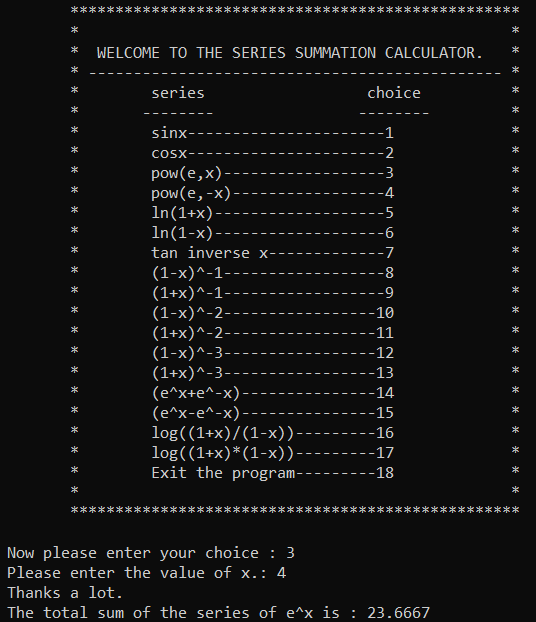 **************************************************
* *
* WELCOME TO THE SERIES SUMMATION CALCULATOR. *
* ---------------------------------------------- *
* series choice *
* -------- -------- *
* sinx----------------------1 *
* cosx----------------------2 *
* pow(e,x)------------------3 *
* pow(e,-x)-----------------4 *
* ln(1+x)-------------------5 *
* ln(1-x)-------------------6 *
* tan inverse x-------------7 *
* (1-x)^-1------------------8 *
* (1+x)^-1------------------9 *
* (1-x)^-2-----------------10 *
* (1+x)^-2-----------------11 *
* (1-x)^-3-----------------12 *
* (1+x)^-3-----------------13 *
* (e^x+e^-x)---------------14 *
* (e^x-e^-x)---------------15 *
* log((1+x)/(1-x))---------16 *
* log((1+x)*(1-x))---------17 *
* Exit the program---------18 *
* *
**************************************************
Now please enter your choice : 3
Please enter the value of x.: 4
Thanks a lot.
The total sum of the series of e^x is : 23.6667